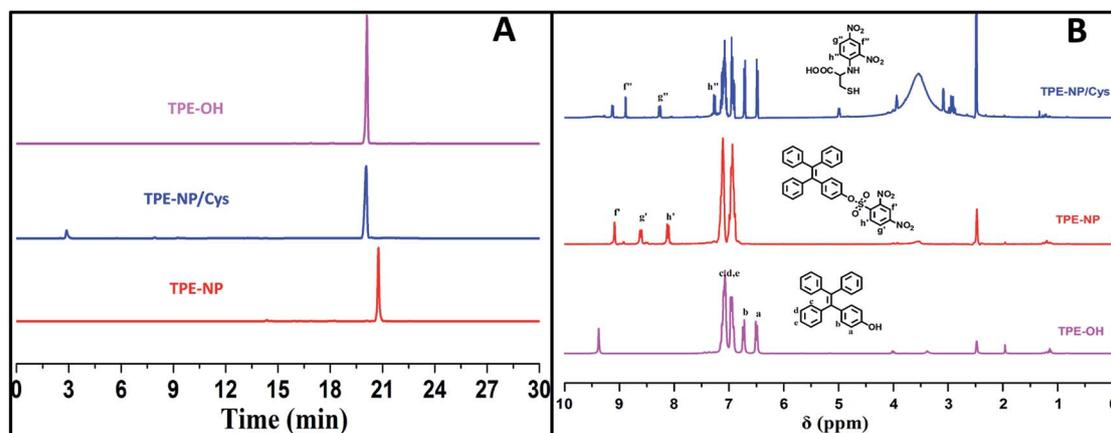 A
TPE-OH
TPE-NP/Cys
TPE-NP
0 3 6 9 12 15 18 21 24 27 30
Time (min)
B
NO₂
g'' f''
h'' NO₂
NH
HOOC
SH
f'' g'' h''
TPE-NP/Cys
O O NO₂
S f'
O h' NO₂
g'
f' g' h'
TPE-NP
c,d,e
b a
c
d
e b OH
a
TPE-OH
10 9 8 7 6 5 4 3 2 1 0
δ (ppm)